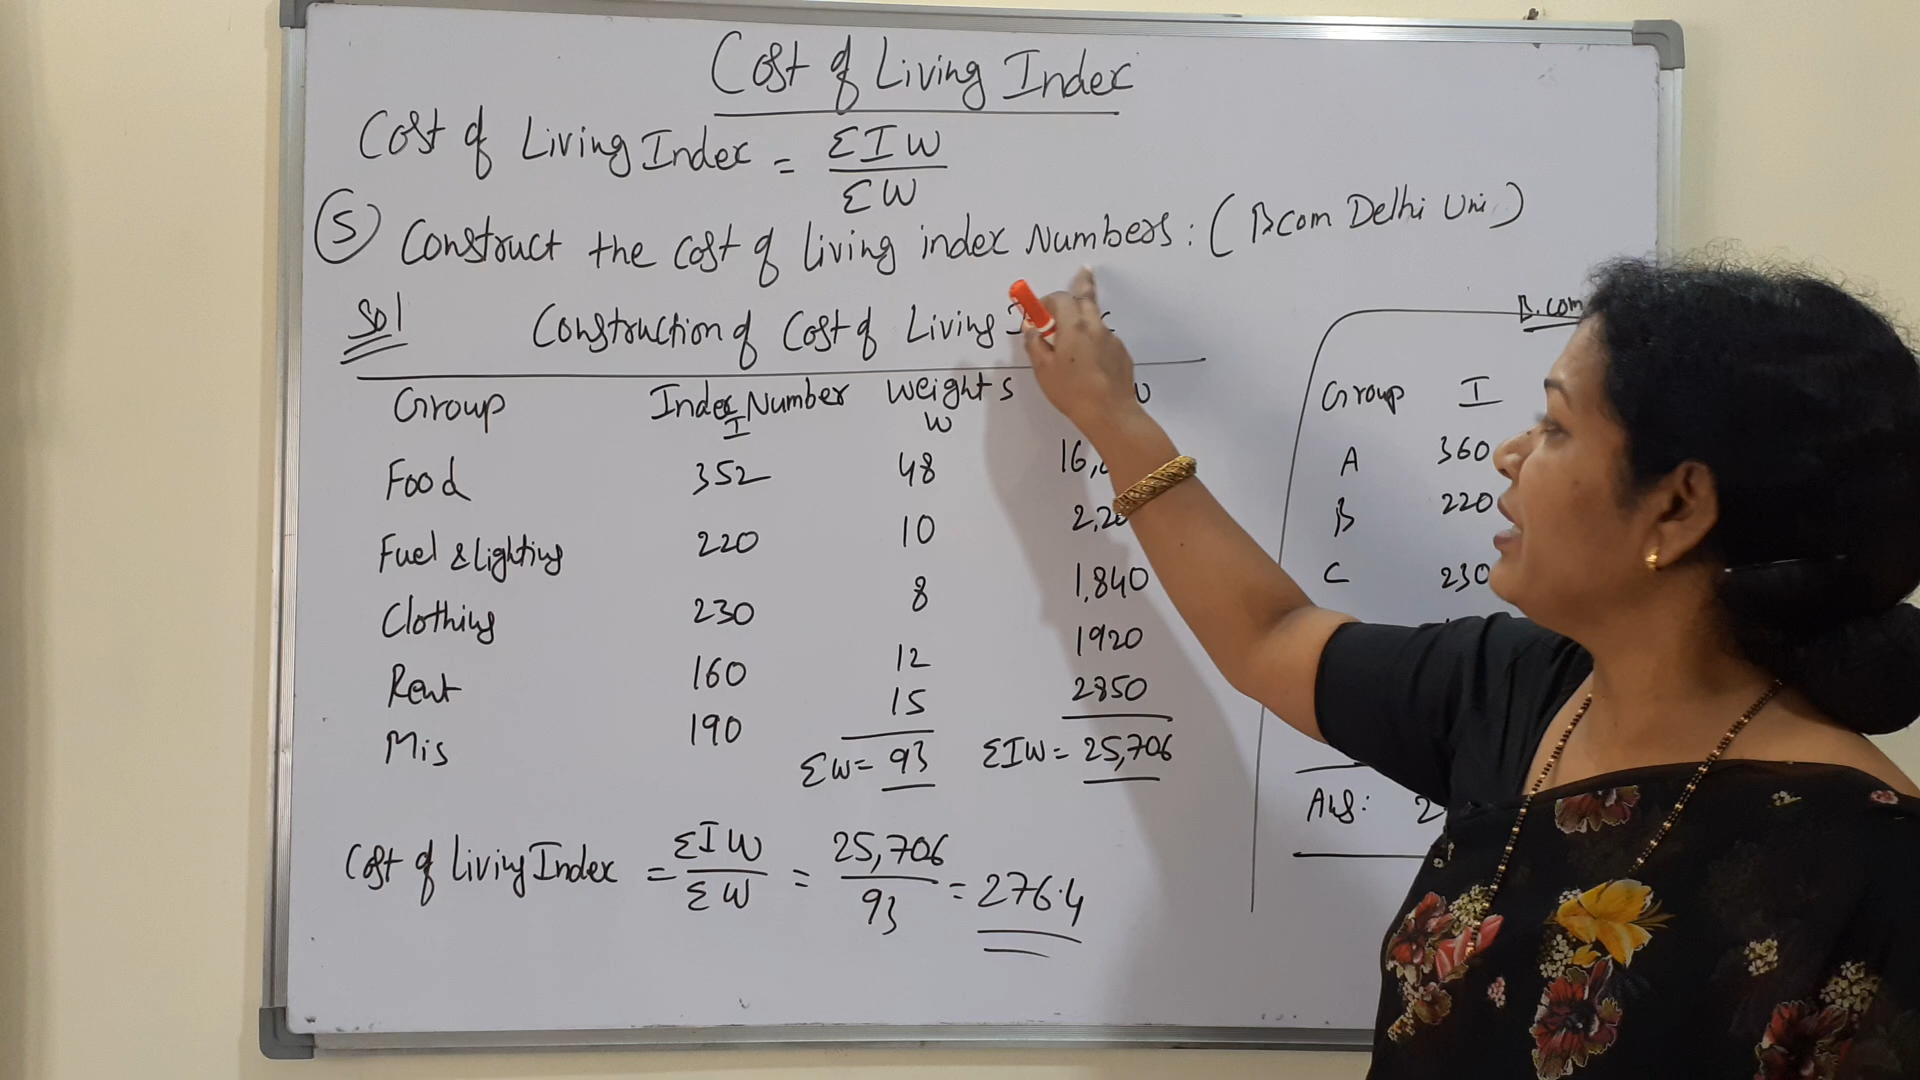 Cost of Living Index
Cost of Living Index = ΣIW / ΣW
(5) Construct the cost of living index Numbers: (Bcom Delhi Uni)
Sol Construction of Cost of Living
Group Index Number I Weights W
Food 352 48
Fuel & Lighting 220 10
Clothing 230 8 1,840
Rent 160 12 1920
Mis 190 15 2850
ΣW = 93 ΣIW = 25,706
Cost of Living Index = ΣIW / ΣW = 25,706 / 93 = 276.4
B.com
Group I
A 360
B 220
C 230
Ans: